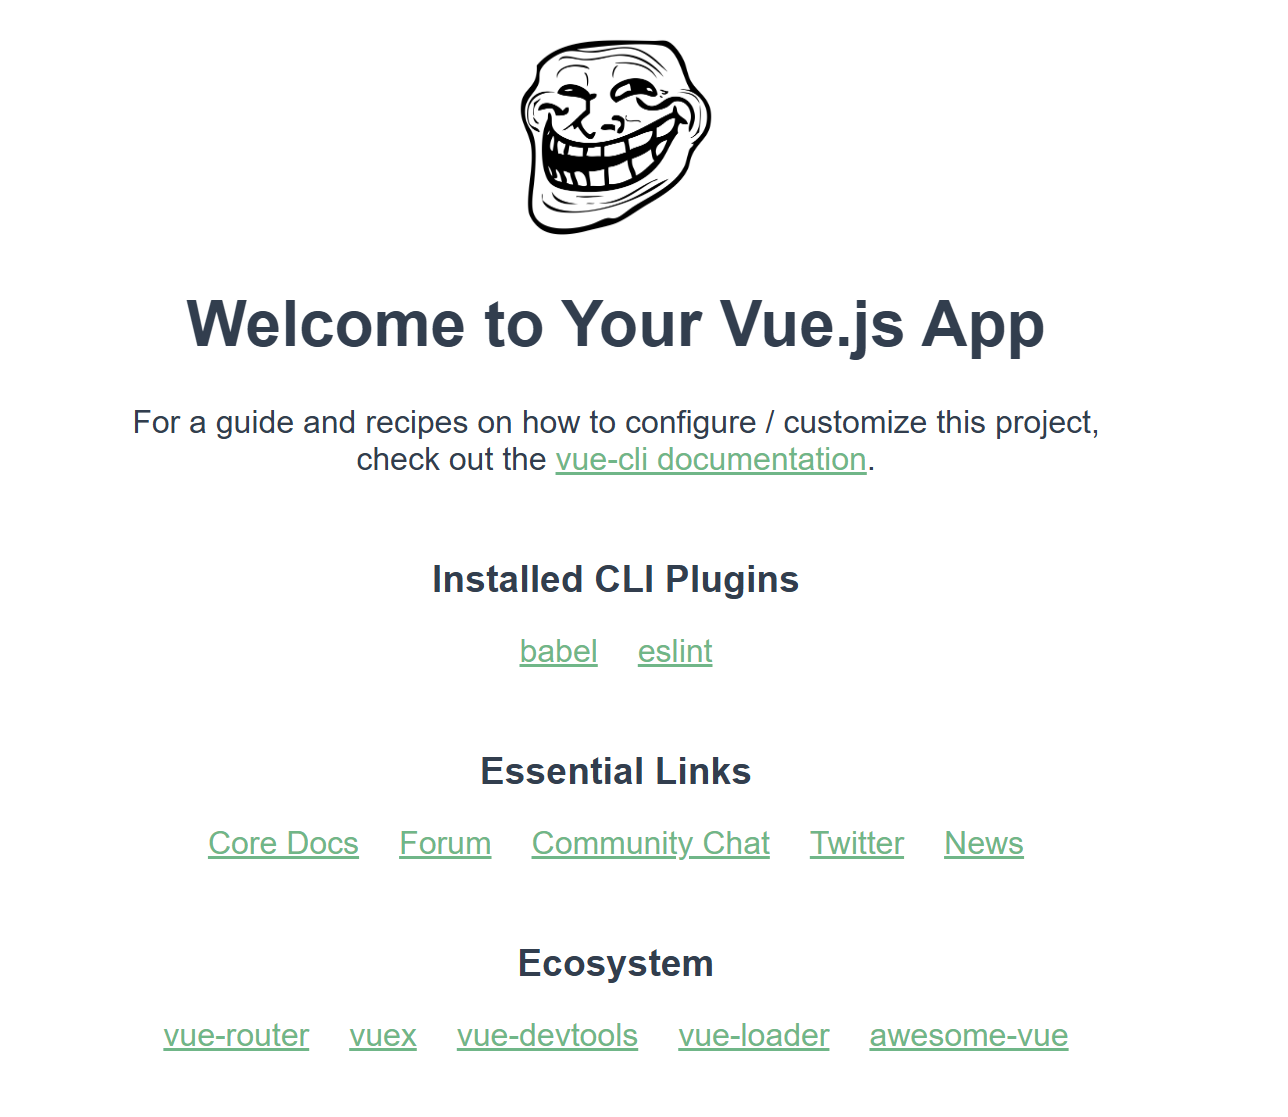 Welcome to Your Vue.js App
For a guide and recipes on how to configure / customize this project,
check out the vue-cli documentation.
Installed CLI Plugins
babel eslint
Essential Links
Core Docs Forum Community Chat Twitter News
Ecosystem
vue-router vuex vue-devtools vue-loader awesome-vue